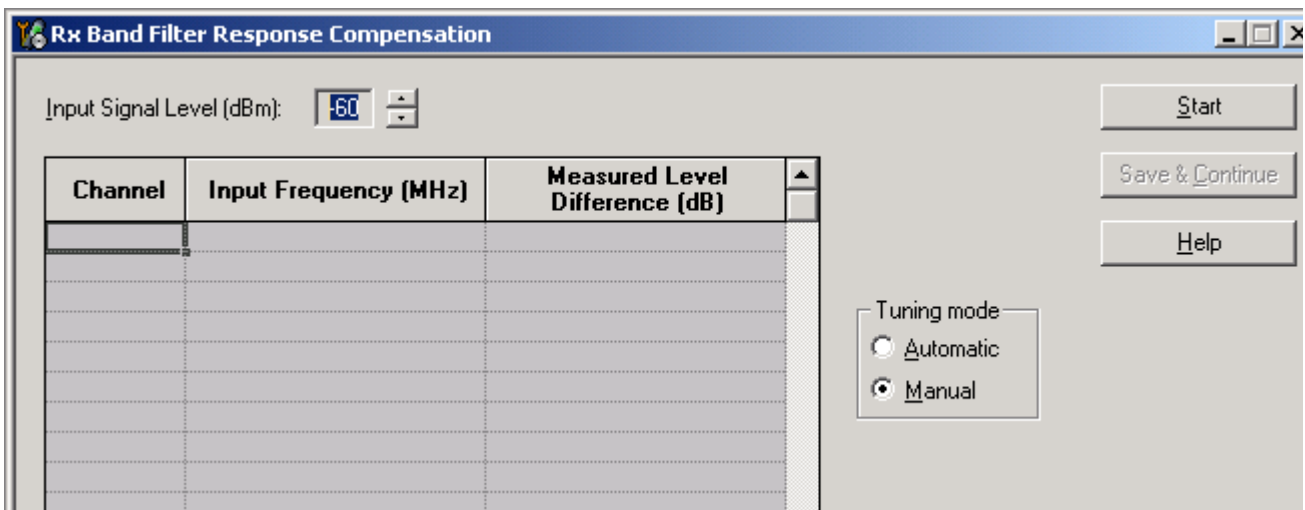 Rx Band Filter Response Compensation
Input Signal Level (dBm): -60
Start
Save & Continue
Help
Channel Input Frequency (MHz) Measured Level
Difference (dB)
Tuning mode
Automatic
Manual